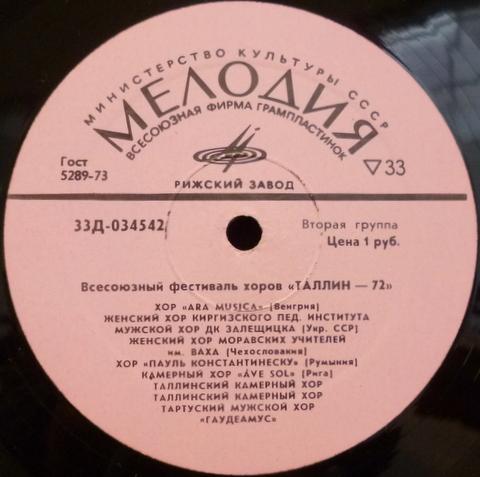 МИНИСТЕРСТВО КУЛЬТУРЫ СССР
МЕЛОДИЯ
ВСЕСОЮЗНАЯ ФИРМА ГРАМПЛАСТИНОК
Гост
5289-73
▽33
РИЖСКИЙ ЗАВОД
33Д-034542
Вторая группа
Цена 1 руб.
Всесоюзный фестиваль хоров «ТАЛЛИН — 72»
ХОР «ARA MUSICA» (Венгрия)
ЖЕНСКИЙ ХОР КИРГИЗСКОГО ПЕД. ИНСТИТУТА
МУЖСКОЙ ХОР ДК ЗАЛЕЩИЦКА (Укр. ССР)
ЖЕНСКИЙ ХОР МОРАВСКИХ УЧИТЕЛЕЙ
им. ВАХА (Чехословакия)
ХОР «ПАУЛЬ КОНСТАНТИНЕСКУ» (Румыния)
КАМЕРНЫЙ ХОР «ÁVE SOL» (Рига)
ТАЛЛИНСКИЙ КАМЕРНЫЙ ХОР
ТАЛЛИНСКИЙ КАМЕРНЫЙ ХОР
ТАРТУСКИЙ МУЖСКОЙ ХОР
«ГАУДЕАМУС»